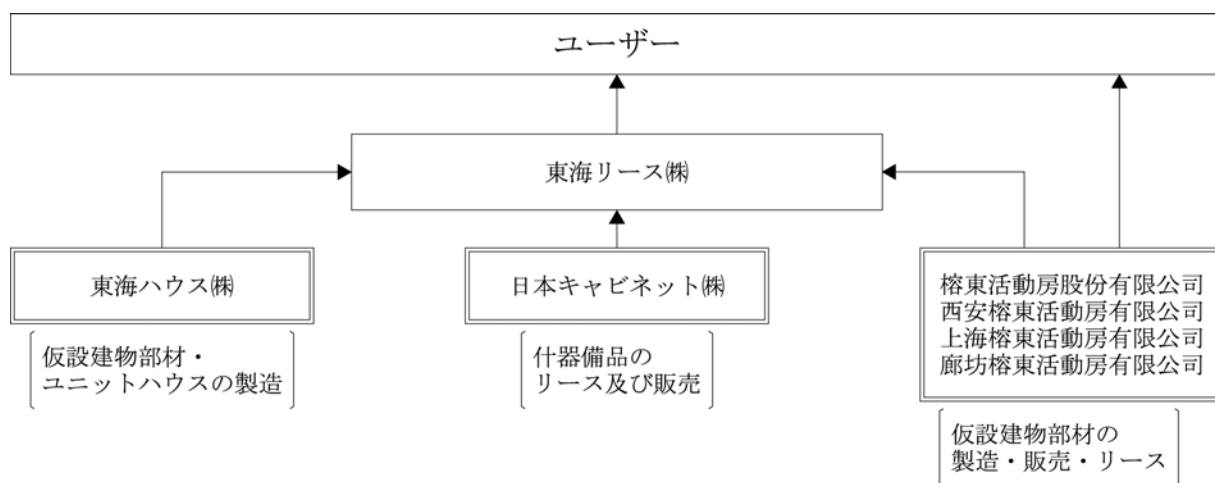 ユーザー
東海リース㈱
東海ハウス㈱
仮設建物部材・
ユニットハウスの製造
日本キャビネット㈱
什器備品の
リース及び販売
榕東活動房股份有限公司
西安榕東活動房有限公司
上海榕東活動房有限公司
廊坊榕東活動房有限公司
仮設建物部材の
製造・販売・リース